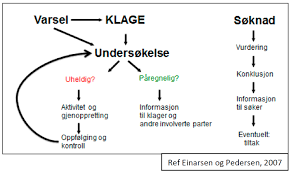 Varsel
KLAGE
Søknad
Undersøkelse
Uheldig?
Påregnelig?
Aktivitet og
gjenoppretting
Oppfølging og
kontroll
Informasjon
til klager og
andre involverte parter
Vurdering
Konklusjon
Informasjon
til søker
Eventuelt:
tiltak
Ref Einarsen og Pedersen, 2007